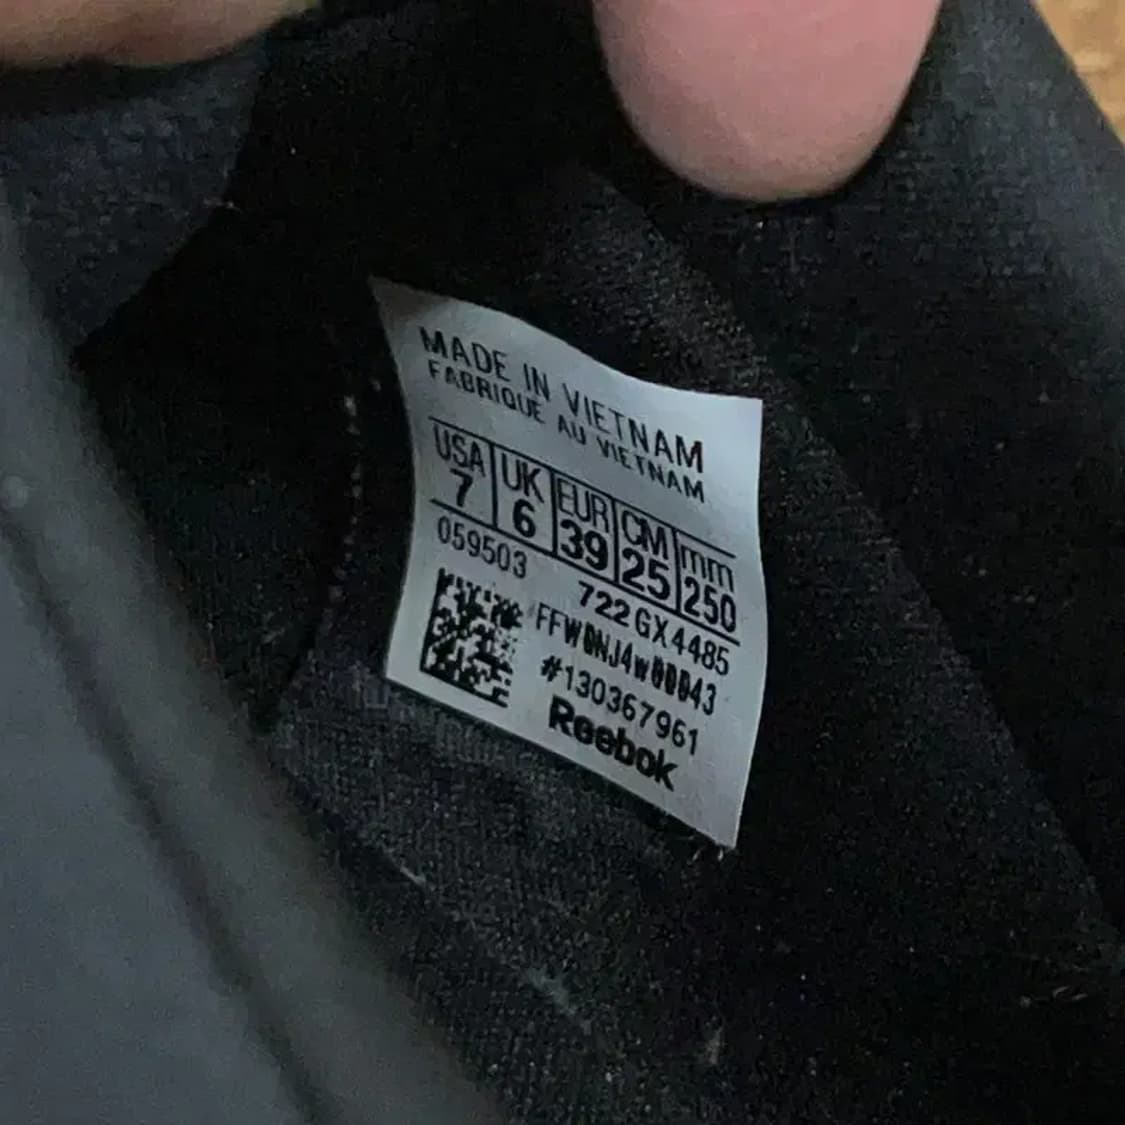 MADE IN VIETNAM
FABRIQUE AU VIETNAM
USA UK EUR CM mm
7 6 39 25 250
059503 722 GX4485
#130367961
Reebok